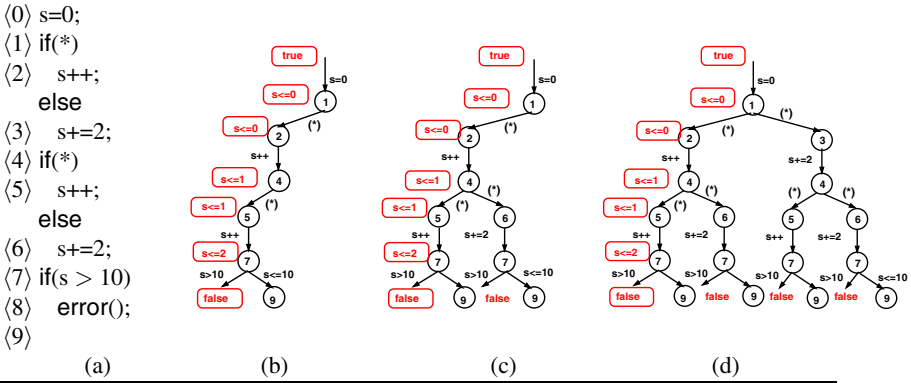 ⟨0⟩ s=0;
⟨1⟩ if(*)
⟨2⟩ s++;
else
⟨3⟩ s+=2;
⟨4⟩ if(*)
⟨5⟩ s++;
else
⟨6⟩ s+=2;
⟨7⟩ if(s > 10)
⟨8⟩ error();
⟨9⟩
(a)
true
s=0
s<=0
1
(*)
s<=0
2
s++
s<=1
4
(*)
s<=1
5
s++
s<=2
7
s>10 s<=10
false
9
(b)
true
s=0
s<=0
1
(*)
s<=0
2
s++
s<=1
4
(*) (*)
s<=1
5 6
s++ s+=2
s<=2
7 7
s>10 s>10 s<=10
false 9 false 9
(c)
true
s=0
s<=0
1
(*) (*)
s<=0
2 3
s++ s+=2
s<=1
4 4
(*) (*) (*) (*)
s<=1
5 6 5 6
s++ s+=2 s++ s+=2
s<=2
7 7 7 7
s>10 s>10 s>10 s>10 s<=10
false 9 false 9 false 9 false 9
(d)